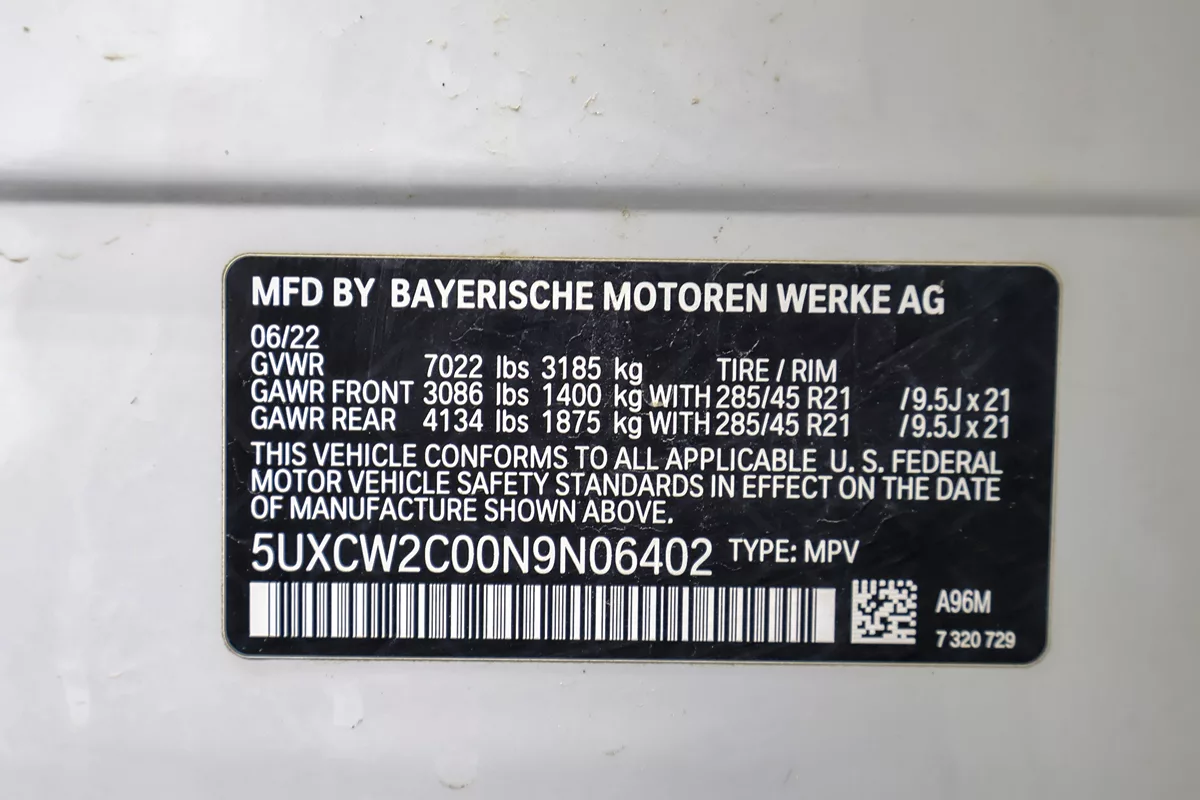 MFD BY BAYERISCHE MOTOREN WERKE AG
06/22
GVWR 7022 lbs 3185 kg TIRE / RIM
GAWR FRONT 3086 lbs 1400 kg WITH 285/45 R21 /9.5J x 21
GAWR REAR 4134 lbs 1875 kg WITH 285/45 R21 /9.5J x 21
THIS VEHICLE CONFORMS TO ALL APPLICABLE U. S. FEDERAL
MOTOR VEHICLE SAFETY STANDARDS IN EFFECT ON THE DATE
OF MANUFACTURE SHOWN ABOVE.
5UXCW2C00N9N06402 TYPE: MPV
A96M
7 320 729